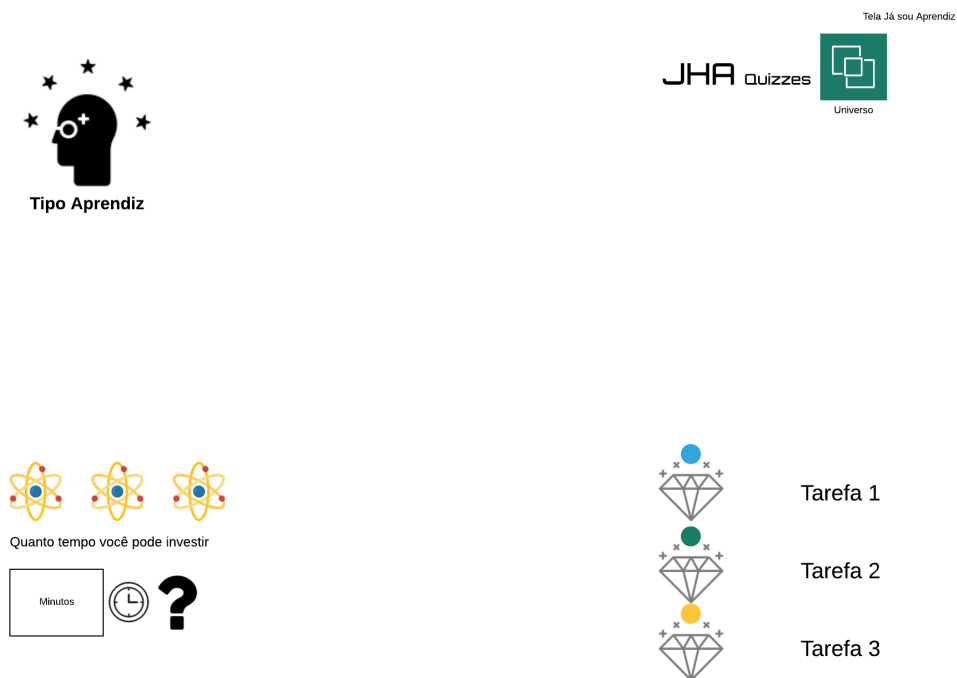 Tela Já sou Aprendiz
JHA Quizzes
Universo
Tipo Aprendiz
Quanto tempo você pode investir
Minutos
?
Tarefa 1
Tarefa 2
Tarefa 3